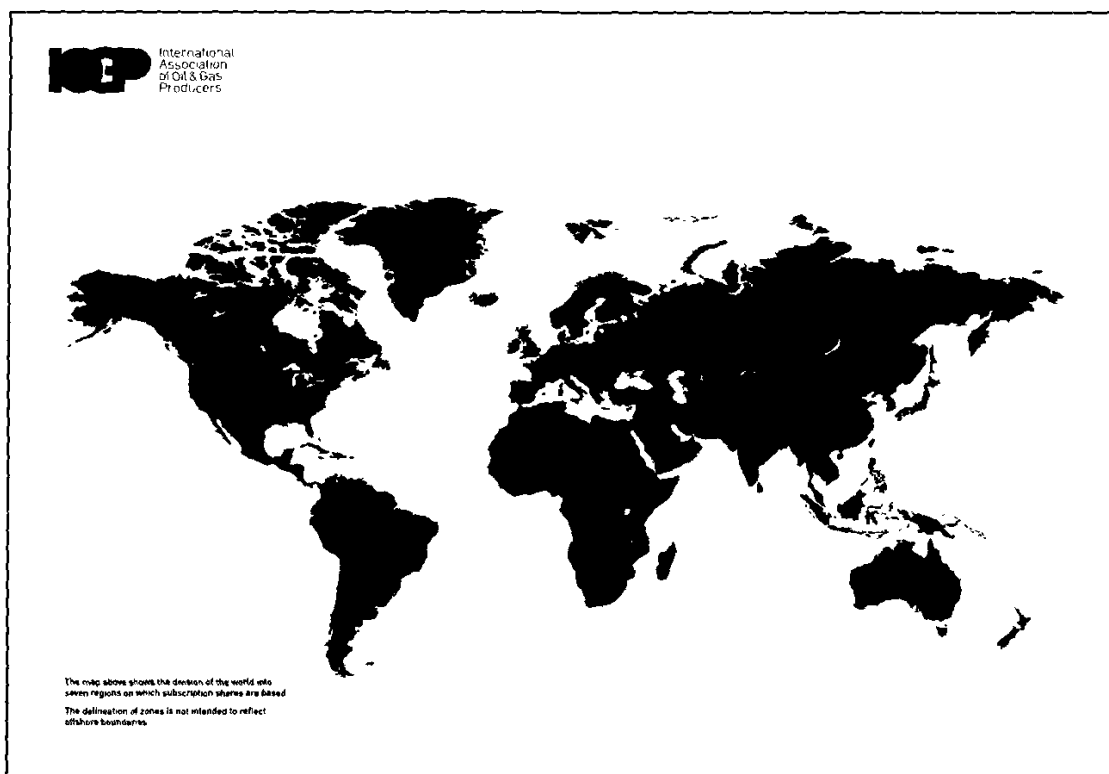 IOGP
International
Association
of Oil & Gas
Producers
The map above shows the division of the world into
seven regions on which subscription shares are based
The delineation of zones is not intended to reflect
offshore boundaries